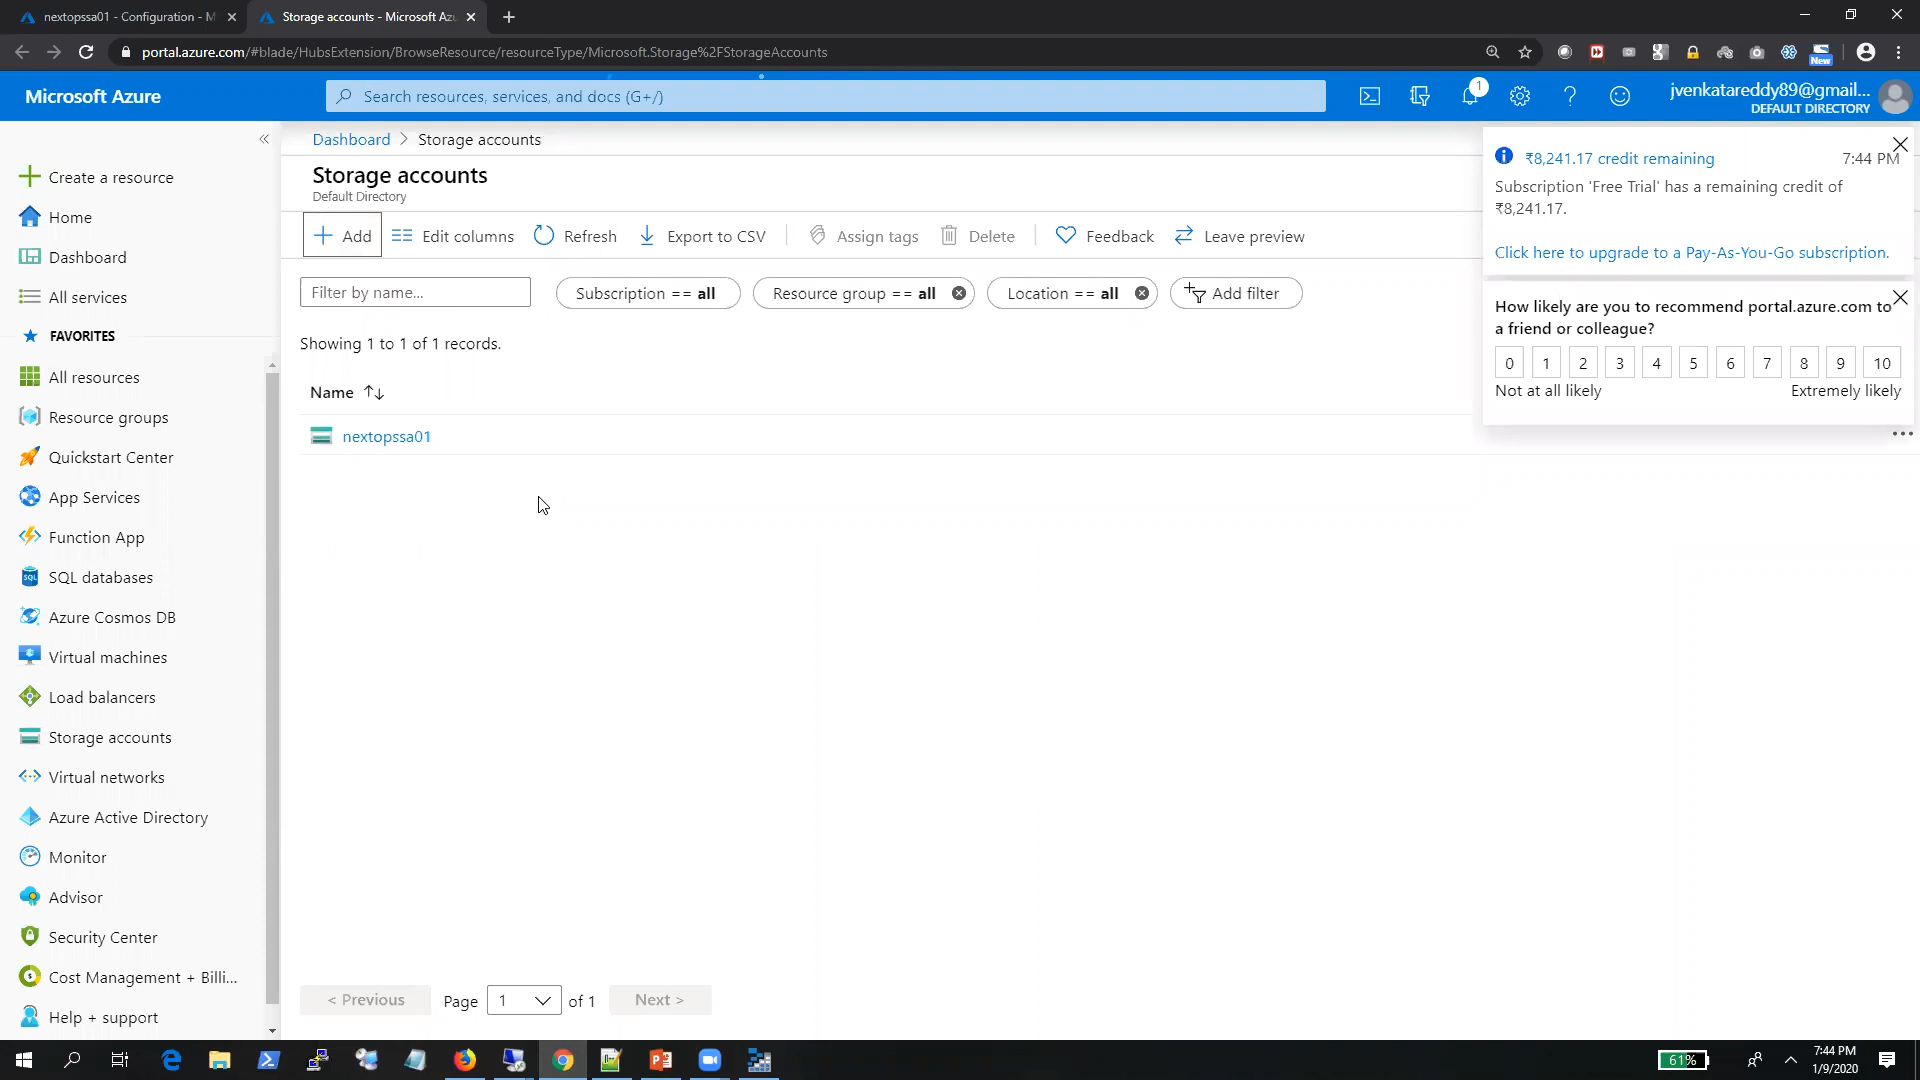 nextopssa01 - Configuration - M
Storage accounts - Microsoft Azu
portal.azure.com/#blade/HubsExtension/BrowseResource/resourceType/Microsoft.Storage%2FStorageAccounts
New
Microsoft Azure
Search resources, services, and docs (G+/)
1
jvenkatareddy89@gmail...
DEFAULT DIRECTORY
Create a resource
Home
Dashboard
All services
FAVORITES
All resources
Resource groups
Quickstart Center
App Services
Function App
SQL databases
Azure Cosmos DB
Virtual machines
Load balancers
Storage accounts
Virtual networks
Azure Active Directory
Monitor
Advisor
Security Center
Cost Management + Billi...
Help + support
Dashboard > Storage accounts
Storage accounts
Default Directory
Add
Edit columns
Refresh
Export to CSV
Assign tags
Delete
Feedback
Leave preview
Filter by name...
Subscription == all
Resource group == all
Location == all
Add filter
Showing 1 to 1 of 1 records.
Name
nextopssa01
< Previous
Page 1 of 1
Next >
₹8,241.17 credit remaining
7:44 PM
Subscription 'Free Trial' has a remaining credit of
₹8,241.17.
Click here to upgrade to a Pay-As-You-Go subscription.
How likely are you to recommend portal.azure.com to
a friend or colleague?
0 1 2 3 4 5 6 7 8 9 10
Not at all likely
Extremely likely
61%
7:44 PM
1/9/2020